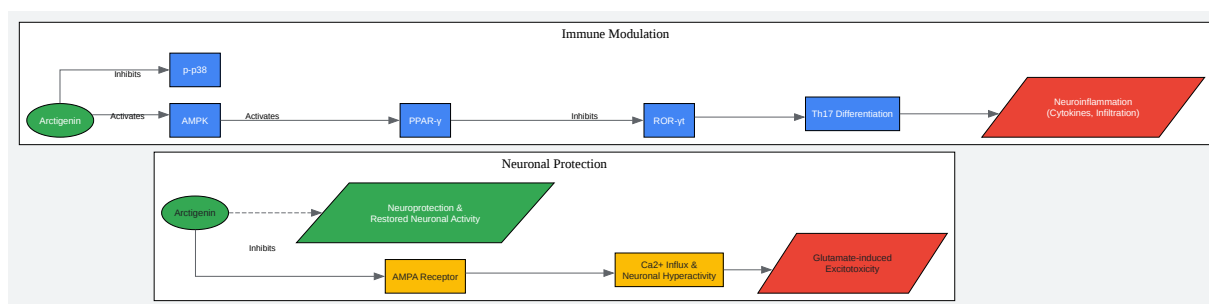 Immune Modulation
p-p38
Inhibits
Arctigenin
Activates
AMPK
Activates
PPAR-γ
Inhibits
ROR-γt
Th17 Differentiation
Neuroinflammation
(Cytokines, Infiltration)
Neuronal Protection
Arctigenin
Neuroprotection &
Restored Neuronal Activity
Inhibits
AMPA Receptor
Ca2+ Influx &
Neuronal Hyperactivity
Glutamate-induced
Excitotoxicity